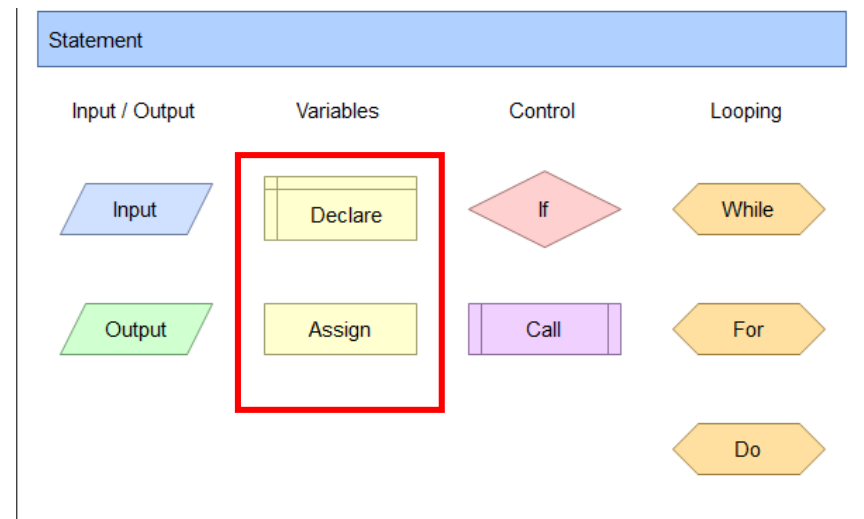 Statement
Input / Output Variables Control Looping
Input Declare If While
Output Assign Call For
Do